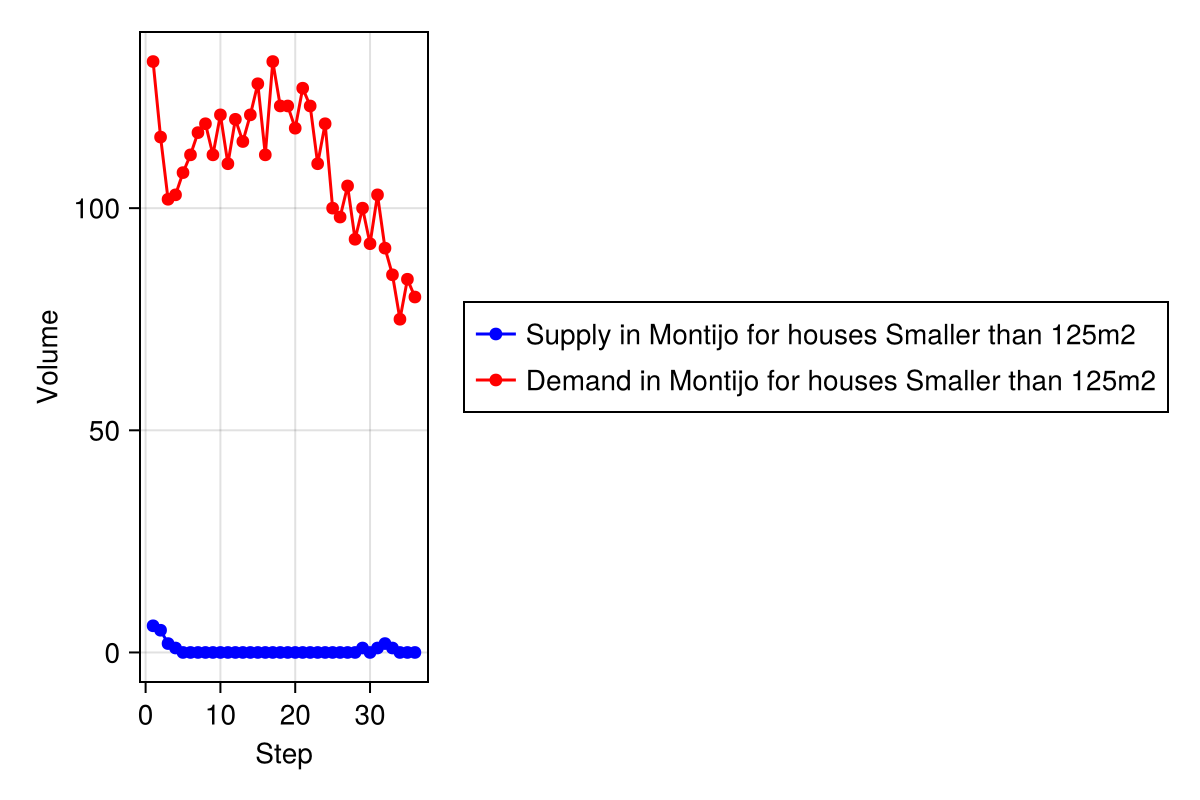 100
50
0
Volume
0 10 20 30
Step
Supply in Montijo for houses Smaller than 125m2
Demand in Montijo for houses Smaller than 125m2